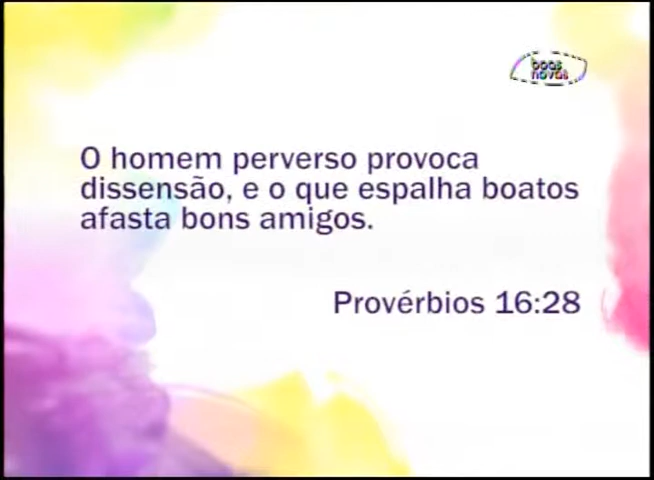 boas
novas
O homem perverso provoca
dissensão, e o que espalha boatos
afasta bons amigos.
Provérbios 16:28